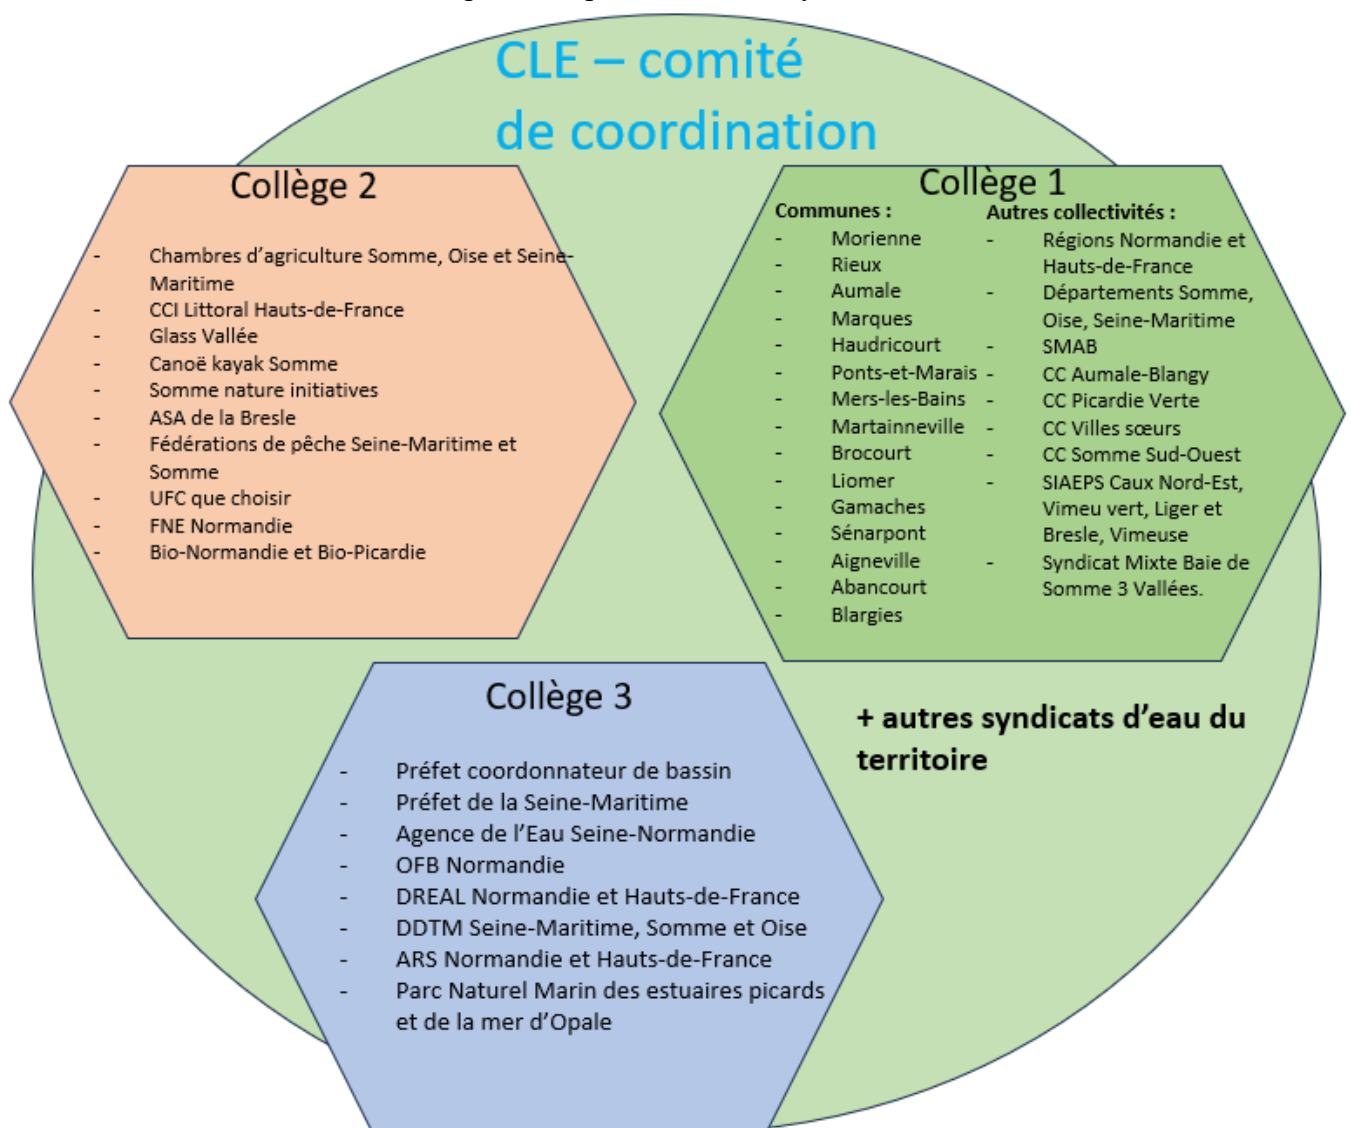 CLE – comité
de coordination
Collège 2
- Chambres d’agriculture Somme, Oise et Seine-
Maritime
- CCI Littoral Hauts-de-France
- Glass Vallée
- Canoë kayak Somme
- Somme nature initiatives
- ASA de la Bresle
- Fédérations de pêche Seine-Maritime et
Somme
- UFC que choisir
- FNE Normandie
- Bio-Normandie et Bio-Picardie
Collège 1
Communes :
- Morienne
- Rieux
- Aumale
- Marques
- Haudricourt
- Ponts-et-Marais
- Mers-les-Bains
- Martainneville
- Brocourt
- Liomer
- Gamaches
- Sénarpont
- Aigneville
- Abancourt
- Blargies
Autres collectivités :
- Régions Normandie et
Hauts-de-France
- Départements Somme,
Oise, Seine-Maritime
- SMAB
- CC Aumale-Blangy
- CC Picardie Verte
- CC Villes sœurs
- CC Somme Sud-Ouest
- SIAEPS Caux Nord-Est,
Vimeu vert, Liger et
Bresle, Vimeuse
- Syndicat Mixte Baie de
Somme 3 Vallées.
Collège 3
- Préfet coordonnateur de bassin
- Préfet de la Seine-Maritime
- Agence de l’Eau Seine-Normandie
- OFB Normandie
- DREAL Normandie et Hauts-de-France
- DDTM Seine-Maritime, Somme et Oise
- ARS Normandie et Hauts-de-France
- Parc Naturel Marin des estuaires picards
et de la mer d’Opale
+ autres syndicats d’eau du
territoire